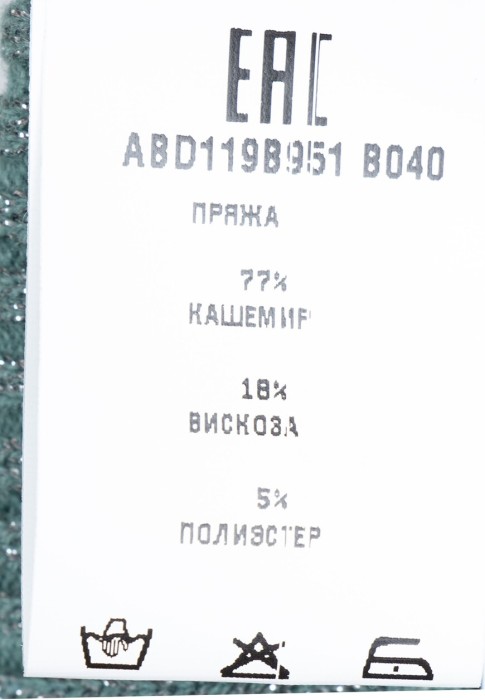 EAC
ABD119B951 B040
ПРЯЖА
77%
КАШЕМИР
18%
ВИСКОЗА
5%
ПОЛИЭСТЕР